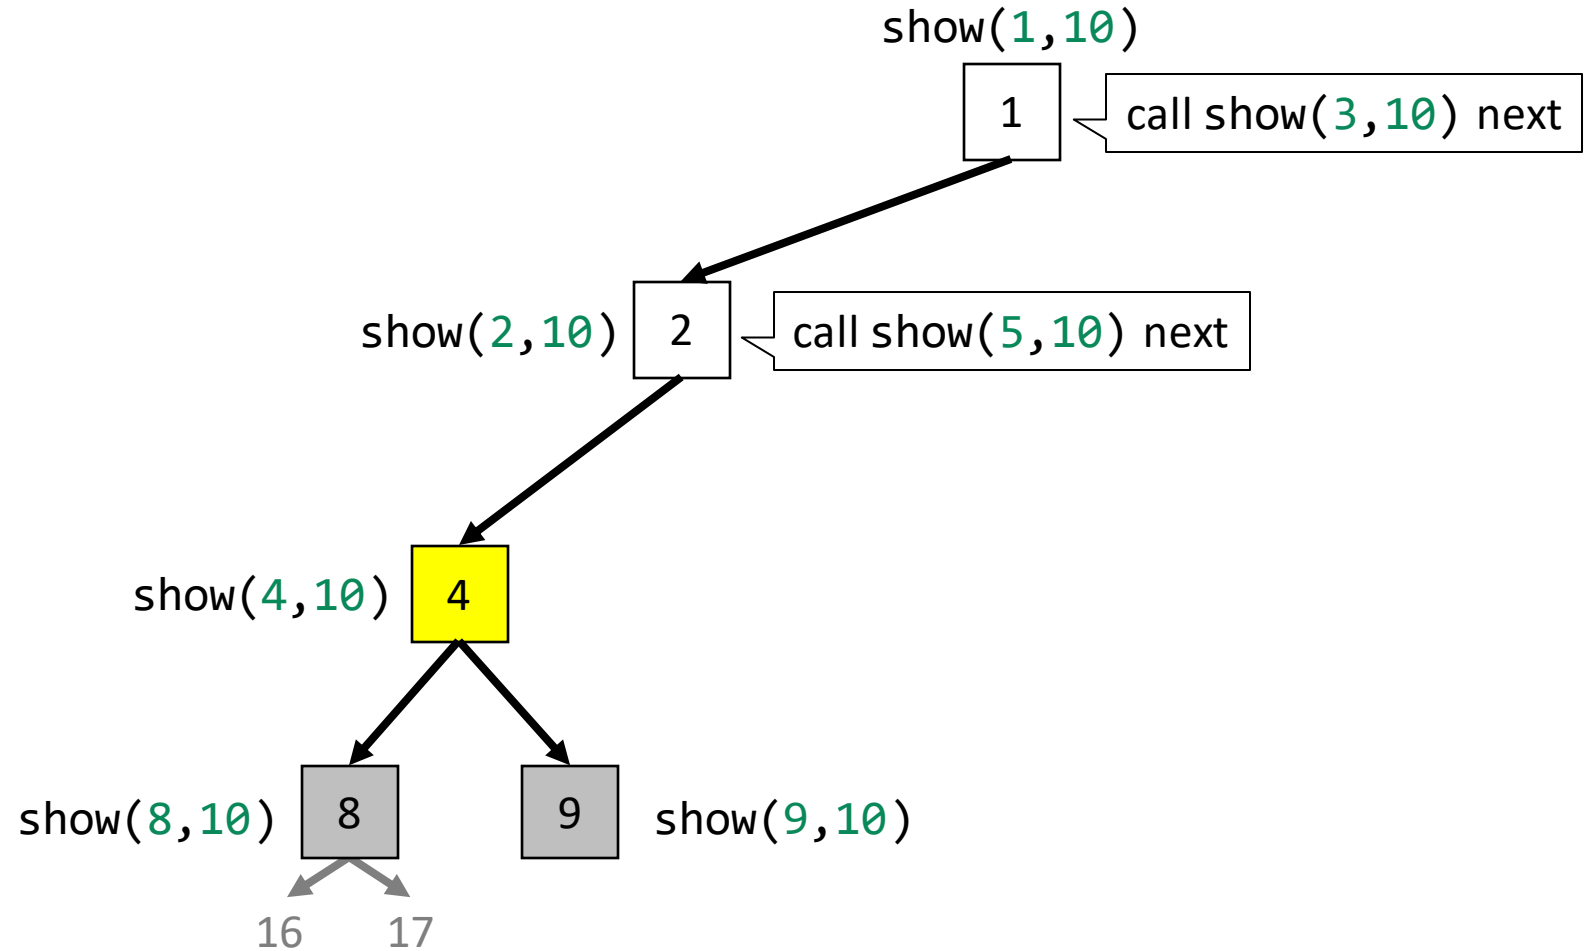 show(1,10)
1
call show(3,10) next
show(2,10)
2
call show(5,10) next
show(4,10)
4
show(8,10)
8
9
show(9,10)
16
17